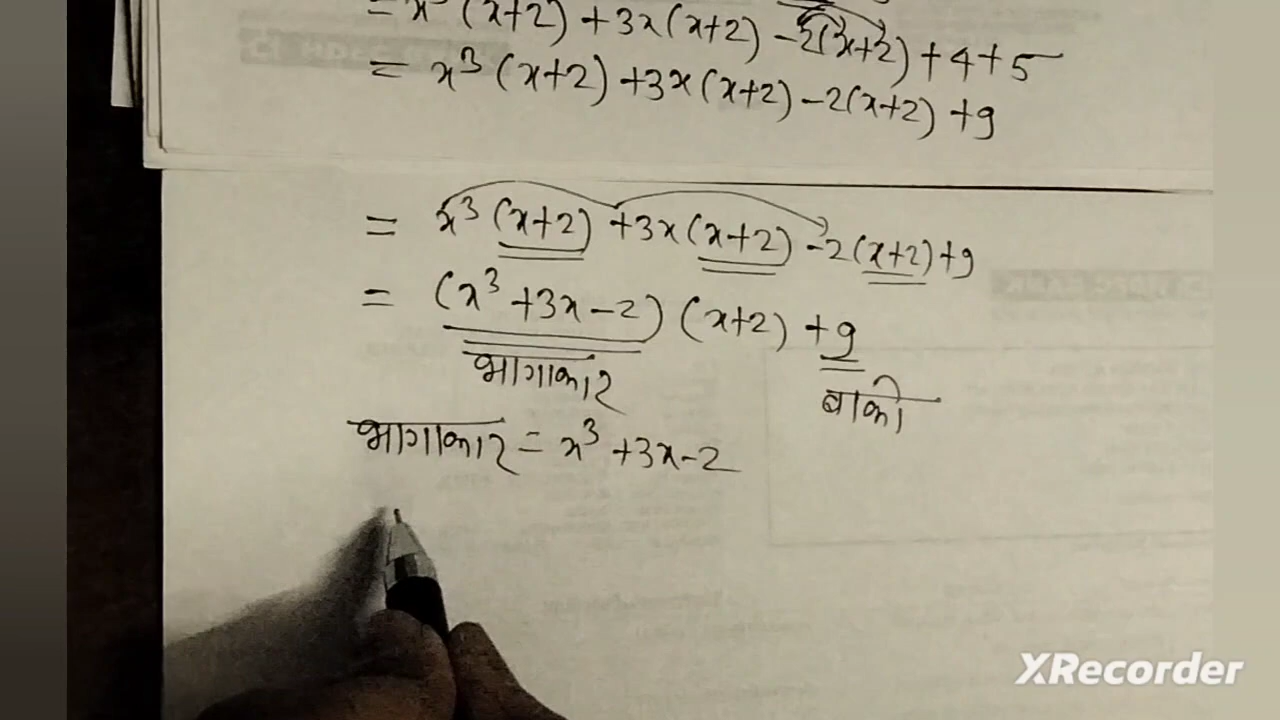 = x³ (x+2) + 3x (x+2) - 2(x+2) + 4 + 5
= x³ (x+2) + 3x (x+2) - 2(x+2) + 9
= x³ (x+2) + 3x (x+2) - 2 (x+2) + 9
= (x³ + 3x - 2) (x+2) + 9
भागाकार बाकी
भागाकार = x³ + 3x - 2
XRecorder